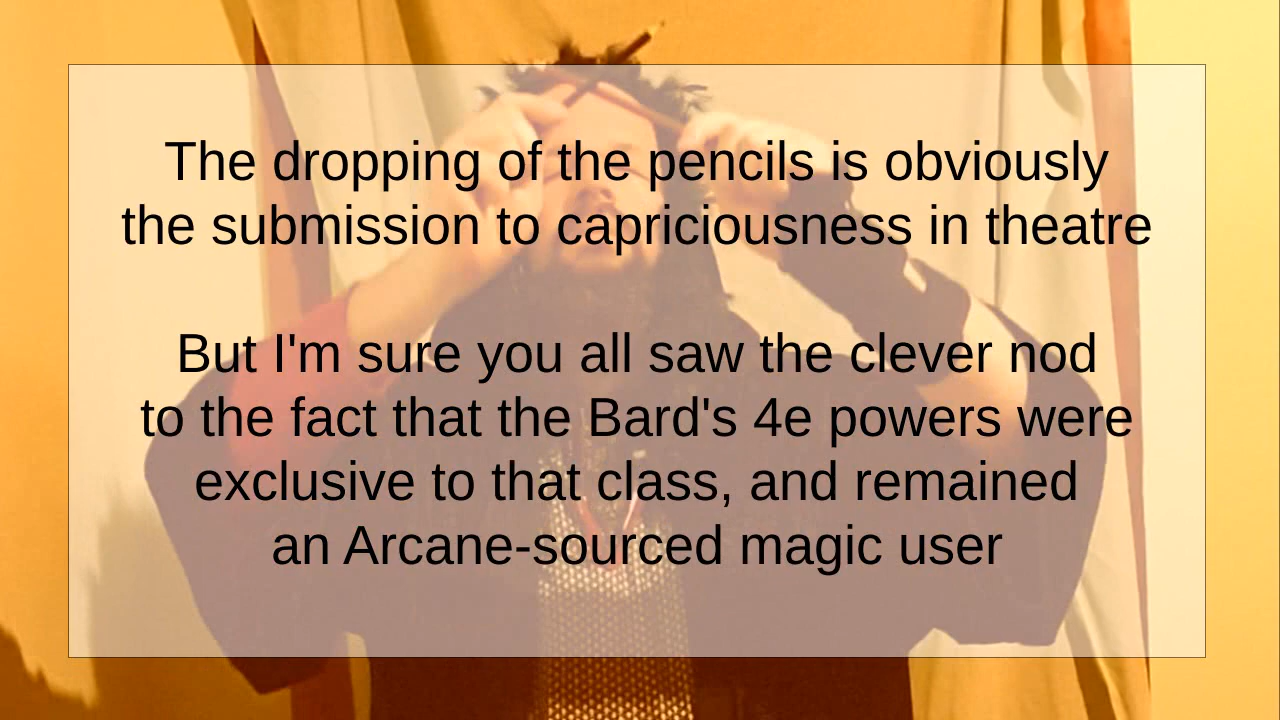 The dropping of the pencils is obviously
the submission to capriciousness in theatre
But I'm sure you all saw the clever nod
to the fact that the Bard's 4e powers were
exclusive to that class, and remained
an Arcane-sourced magic user